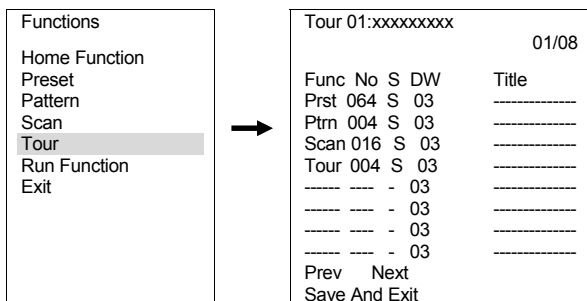 Functions
Home Function
Preset
Pattern
Scan
Tour
Run Function
Exit
Tour 01:xxxxxxxxx
01/08
Func No S DW Title
Prst 064 S 03 --------------
Ptrn 004 S 03 --------------
Scan 016 S 03 --------------
Tour 004 S 03 --------------
------ ---- - 03 --------------
------ ---- - 03 --------------
------ ---- - 03 --------------
------ ---- - 03 --------------
Prev Next
Save And Exit